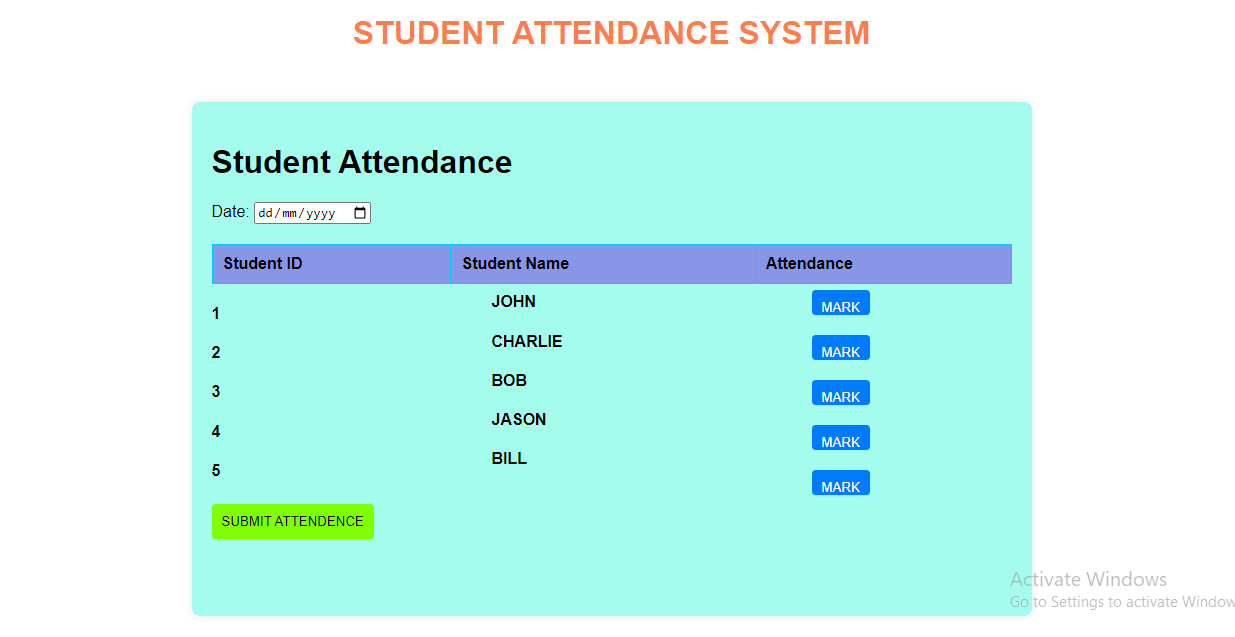 STUDENT ATTENDANCE SYSTEM
Student Attendance
Date: dd/mm/yyyy
Student ID Student Name Attendance
1 JOHN MARK
2 CHARLIE MARK
3 BOB MARK
4 JASON MARK
5 BILL MARK
SUBMIT ATTENDENCE
Activate Windows
Go to Settings to activate Window